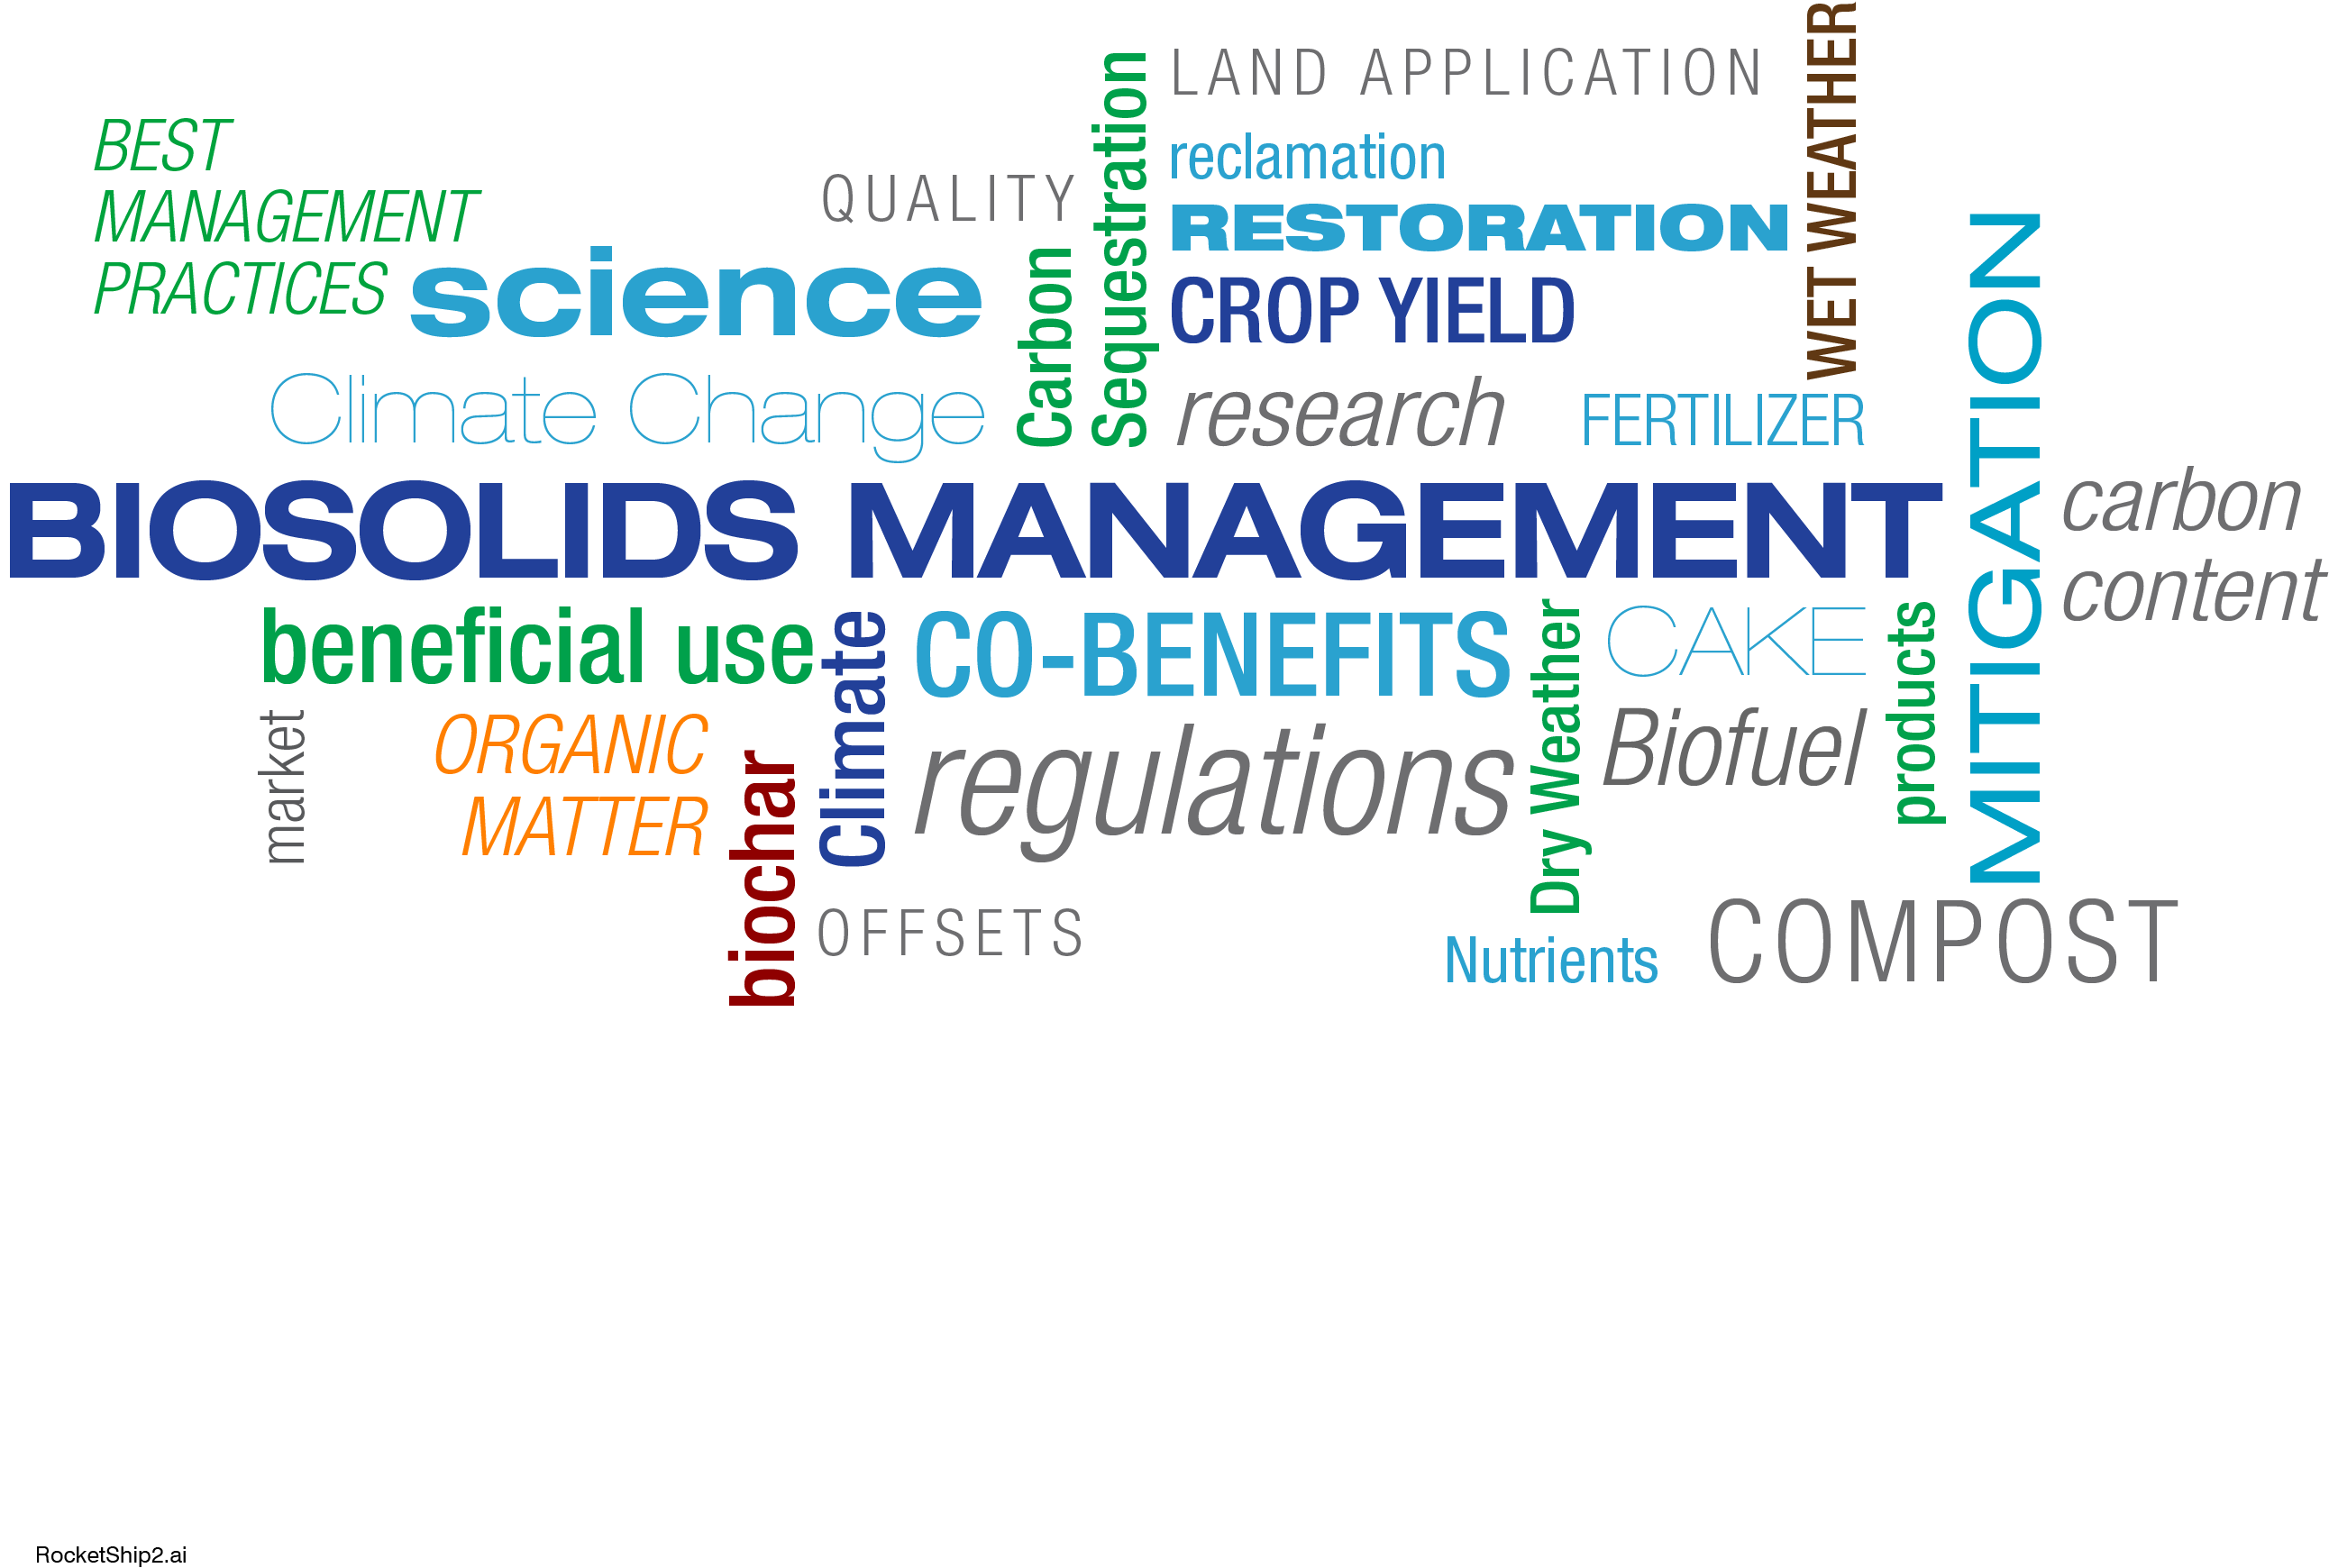 BEST
MANAGEMENT
PRACTICES
QUALITY
science
Climate Change
Carbon
Sequestration
LAND APPLICATION
reclamation
RESTORATION
CROP YIELD
research
FERTILIZER
WET WEATHER
MITIGATION
carbon
content
BIOSOLIDS MANAGEMENT
beneficial use
market
ORGANIC
MATTER
biochar
Climate
CO-BENEFITS
regulations
OFFSETS
Dry Weather
CAKE
Biofuel
products
Nutrients
COMPOST
RocketShip2.ai